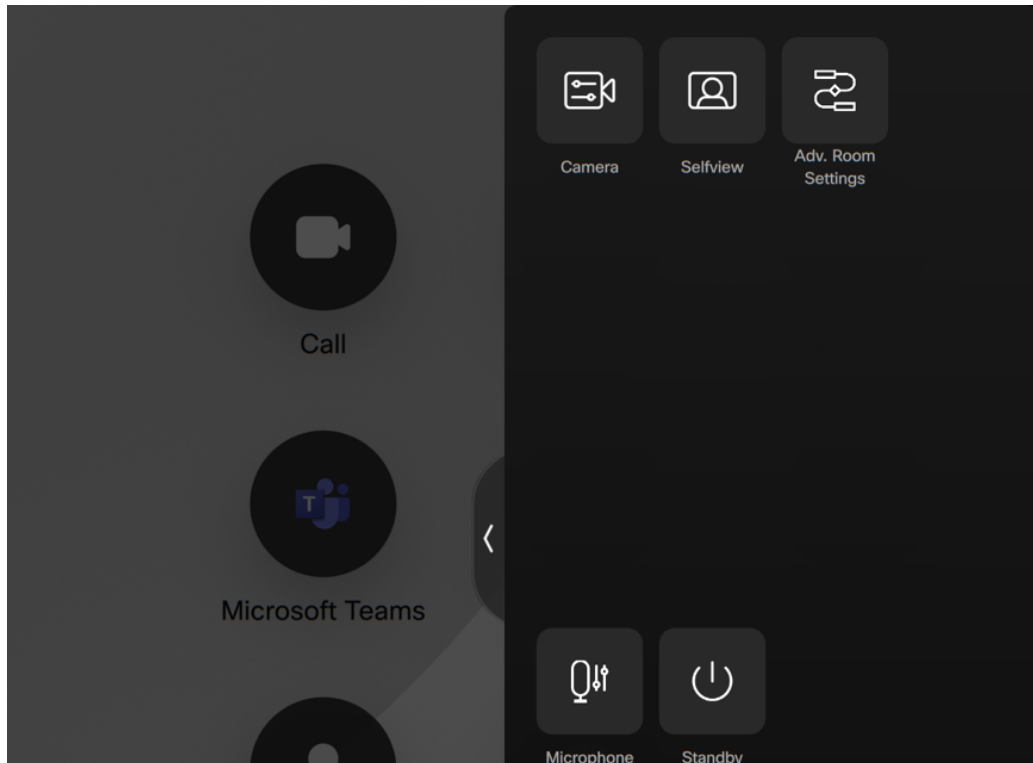 Camera
Selfview
Adv. Room
Settings
Call
T
Microsoft Teams
Microphone
Standby